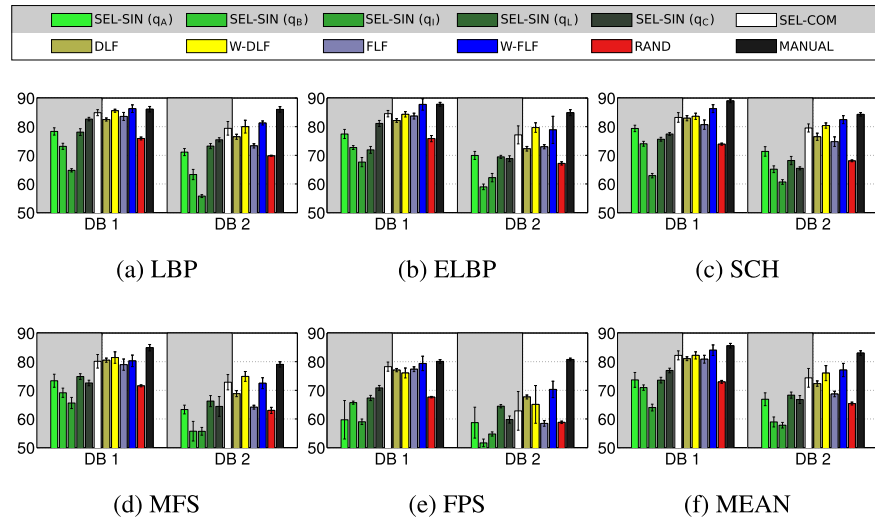 SEL-SIN (qA) SEL-SIN (qB) SEL-SIN (qI) SEL-SIN (qL) SEL-SIN (qC) SEL-COM
DLF W-DLF FLF W-FLF RAND MANUAL
90
80
70
60
50
DB 1 DB 2
(a) LBP
90
80
70
60
50
DB 1 DB 2
(b) ELBP
90
80
70
60
50
DB 1 DB 2
(c) SCH
90
80
70
60
50
DB 1 DB 2
(d) MFS
90
80
70
60
50
DB 1 DB 2
(e) FPS
90
80
70
60
50
DB 1 DB 2
(f) MEAN